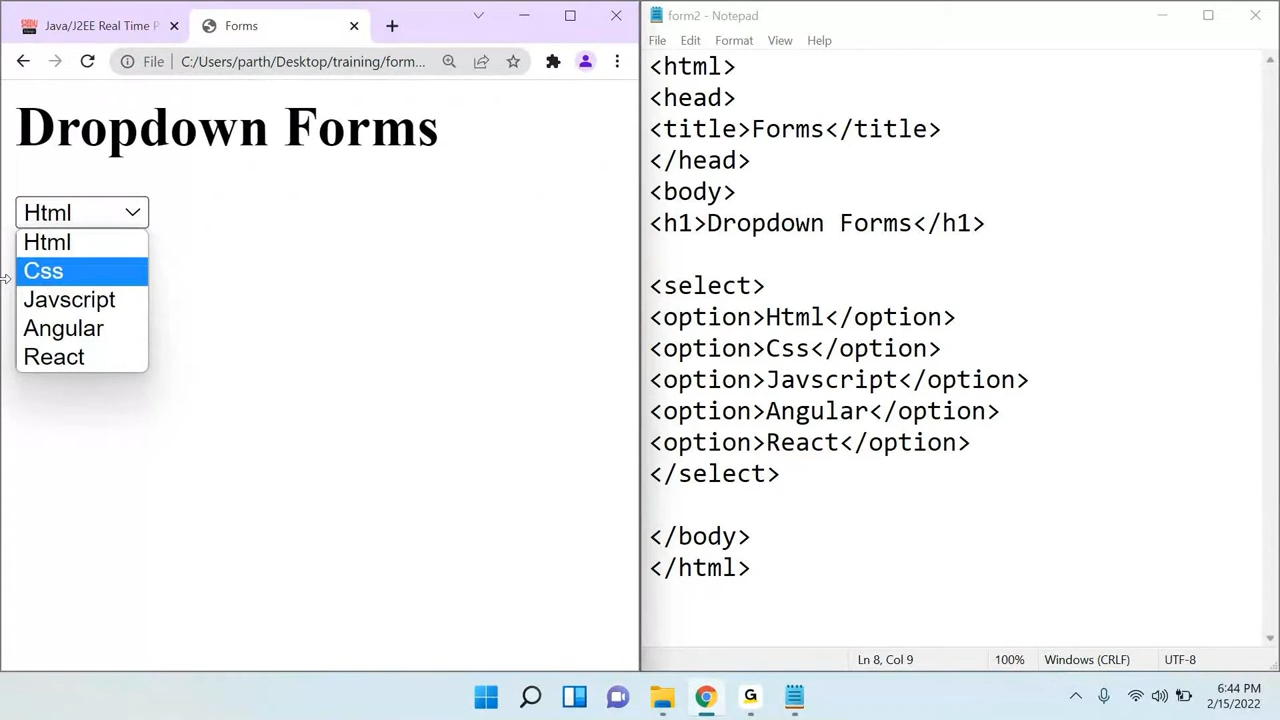 Java/J2EE RealTime P
Forms
File
C:/Users/parth/Desktop/training/form...
Dropdown Forms
Html
Html
Css
Javscript
Angular
React
form2 - Notepad
File Edit Format View Help
<html>
<head>
<title>Forms</title>
</head>
<body>
<h1>Dropdown Forms</h1>
<select>
<option>Html</option>
<option>Css</option>
<option>Javscript</option>
<option>Angular</option>
<option>React</option>
</select>
</body>
</html>
Ln 8, Col 9
100%
Windows (CRLF)
UTF-8
G
6:44 PM
2/15/2022